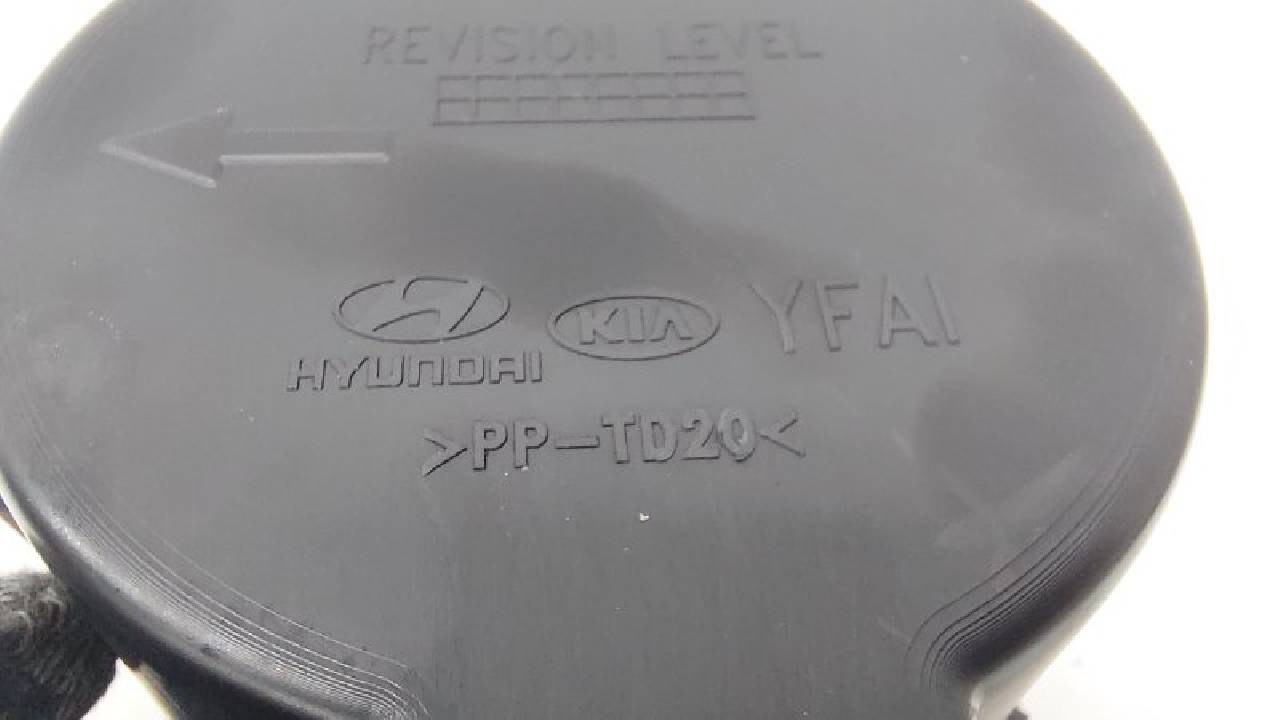 REVISION LEVEL
KIA YFAI
HYUNDAI
>PP-TD20<